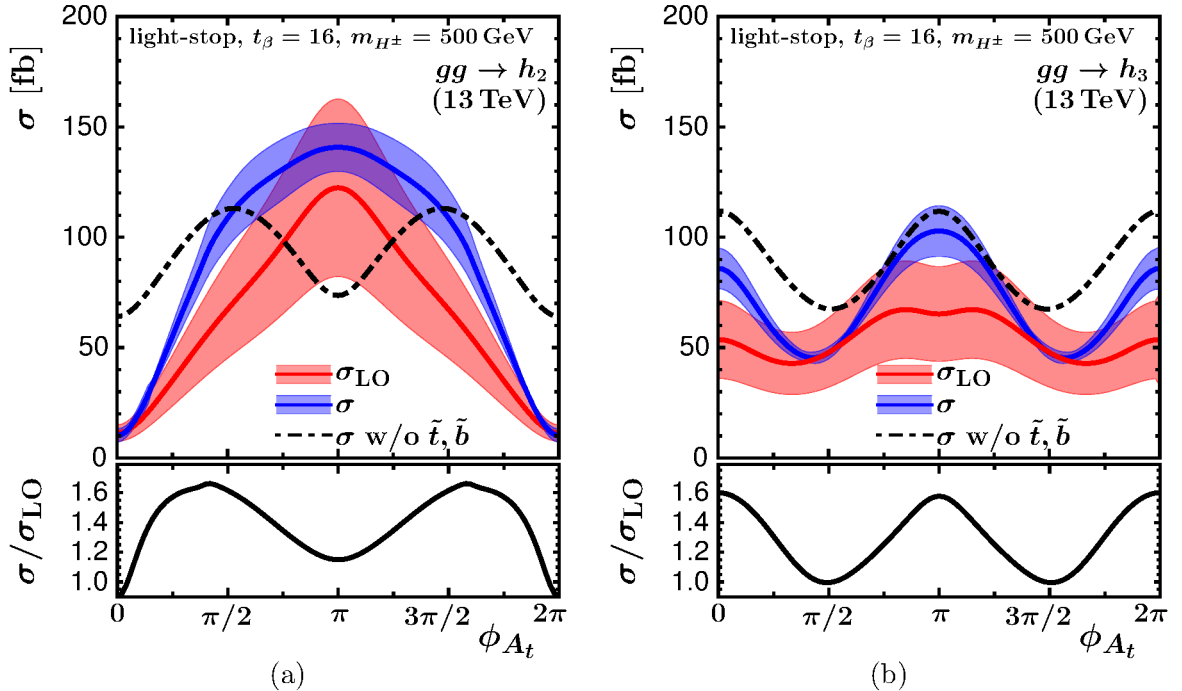 200
150
100
50
0
σ [fb]
light-stop, t_β = 16, m_{H^±} = 500 GeV
gg → h_2
(13 TeV)
σ_LO
σ
σ w/o t̃, b̃
1.6
1.4
1.2
1.0
σ/σ_LO
0 π/2 π 3π/2 2π
ϕ_{A_t}
(a)
200
150
100
50
0
σ [fb]
light-stop, t_β = 16, m_{H^±} = 500 GeV
gg → h_3
(13 TeV)
σ_LO
σ
σ w/o t̃, b̃
1.6
1.4
1.2
1.0
σ/σ_LO
0 π/2 π 3π/2 2π
ϕ_{A_t}
(b)